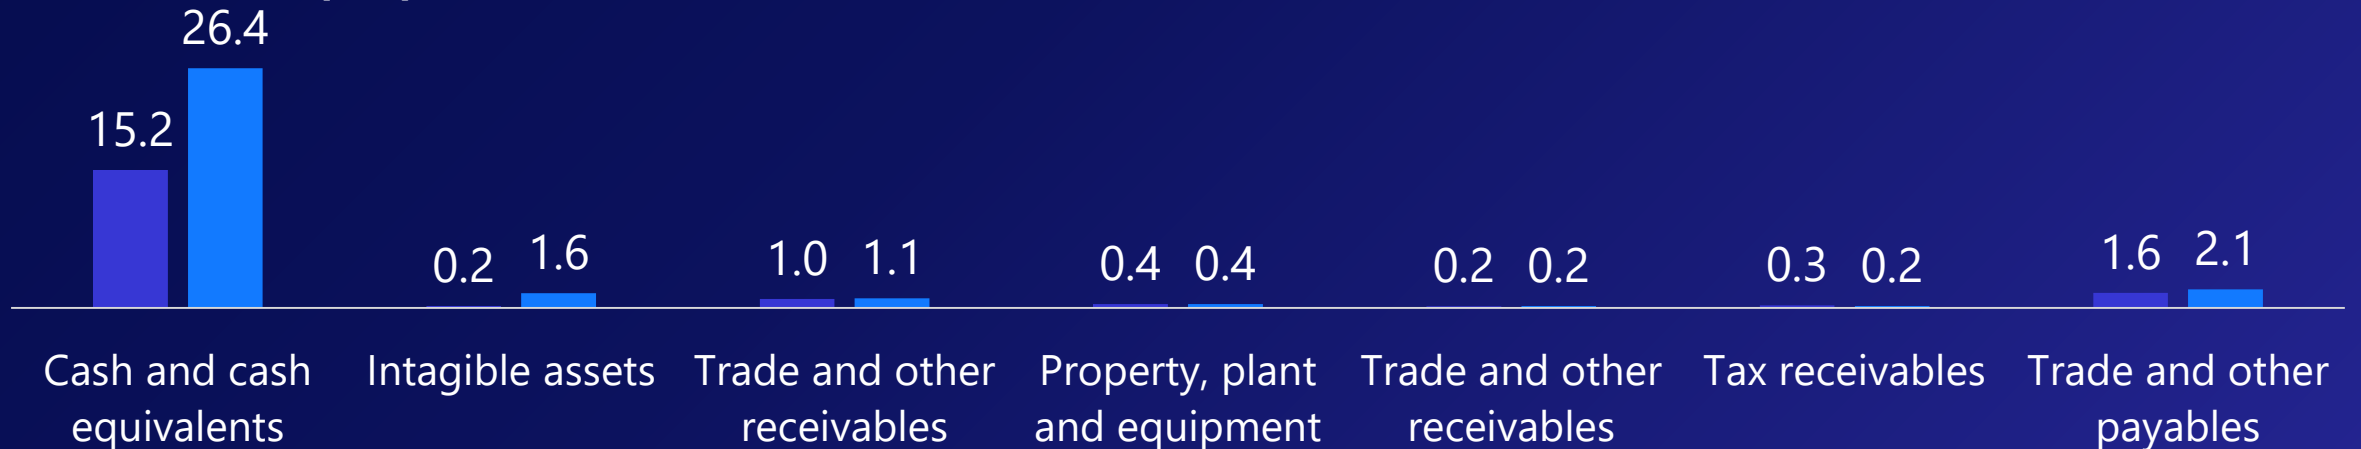 26.4
15.2
0.2 1.6
1.0 1.1
0.4 0.4
0.2 0.2
0.3 0.2
1.6 2.1
Cash and cash
equivalents
Intagible assets
Trade and other
receivables
Property, plant
and equipment
Trade and other
receivables
Tax receivables
Trade and other
payables